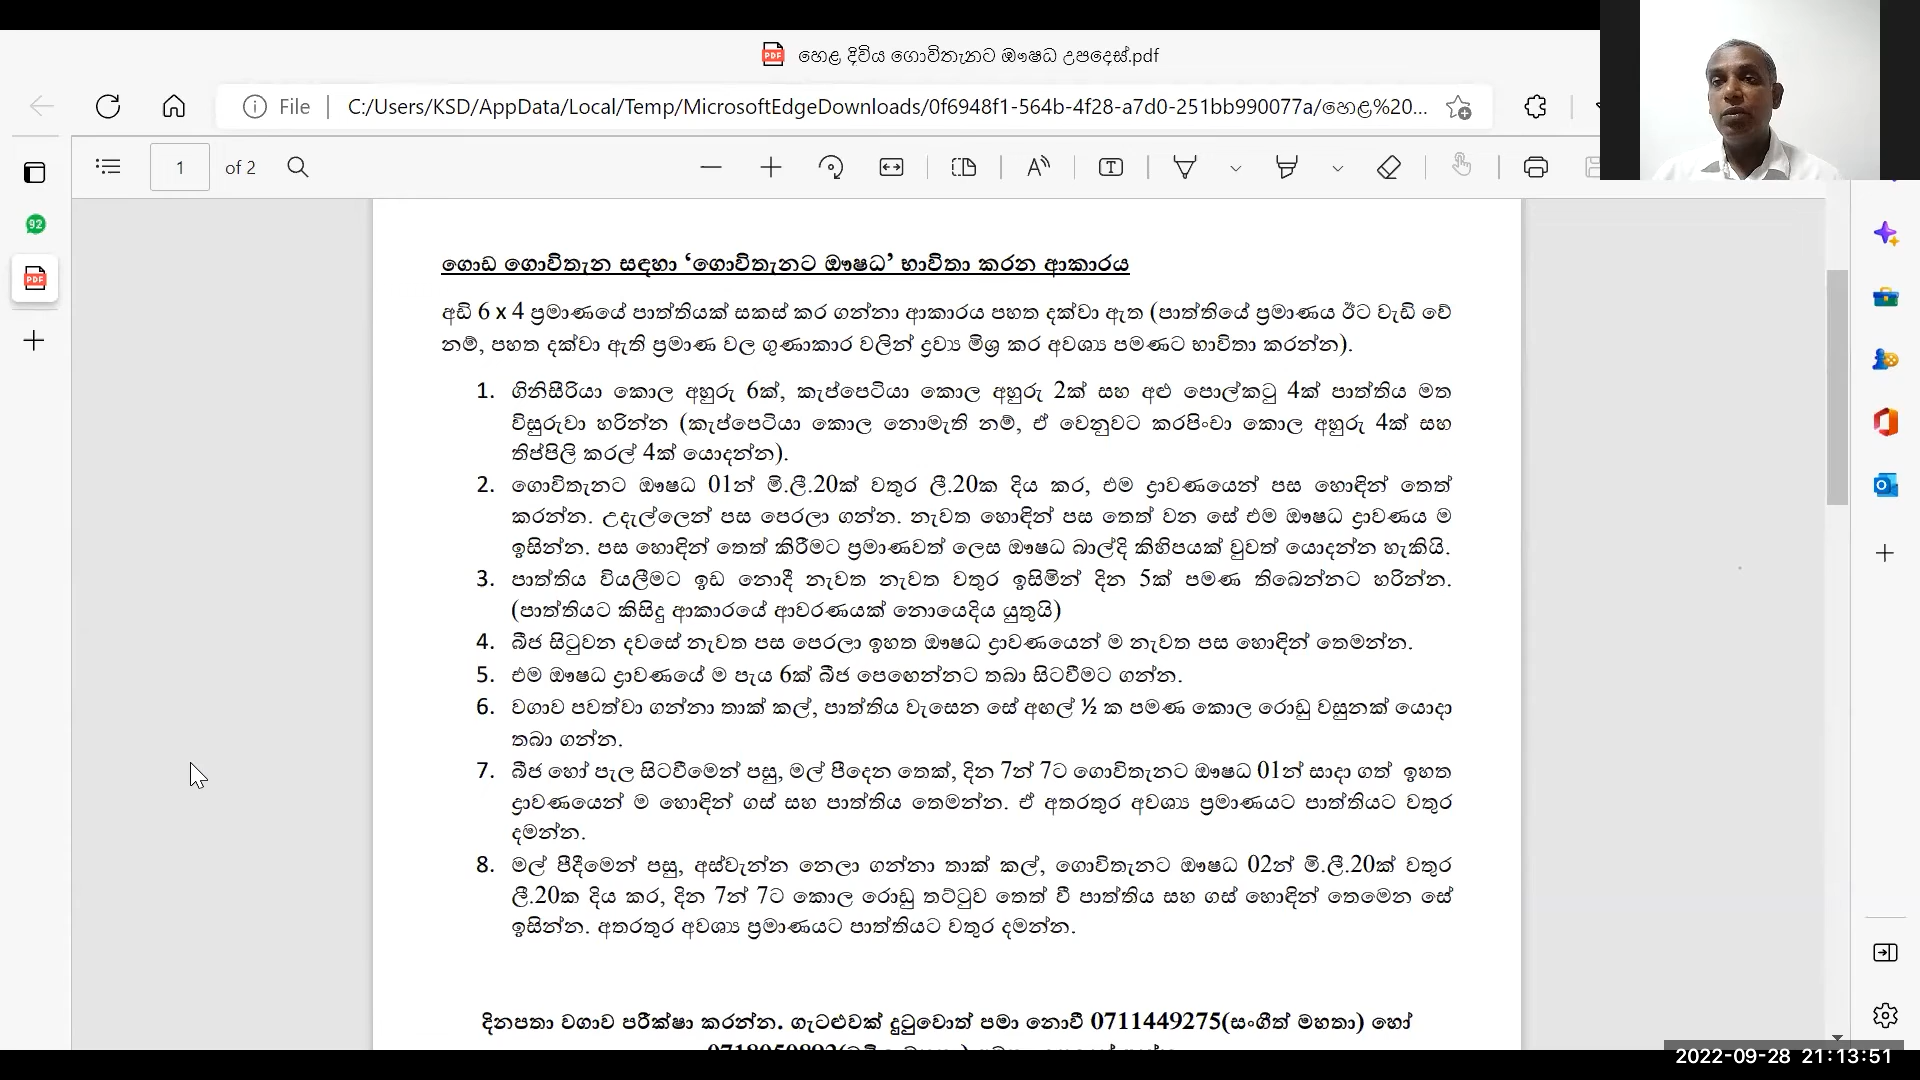 හෙළ දිවිය ගොවිතැනට ඖෂධ උපදෙස්.pdf
File
C:/Users/KSD/AppData/Local/Temp/MicrosoftEdgeDownloads/0f6948f1-564b-4f28-a7d0-251bb990077a/හෙළ%20...
1 of 2
92
ගොඩ ගොවිතැන සඳහා ‘ගොවිතැනට ඖෂධ’ භාවිතා කරන ආකාරය
අඩි 6 x 4 ප්‍රමාණයේ පාත්තියක් සකස් කර ගන්නා ආකාරය පහත දක්වා ඇත (පාත්තියේ ප්‍රමාණය ඊට වැඩි වේ
නම්, පහත දක්වා ඇති ප්‍රමාණ වල ගුණාකාර වලින් ද්‍රව්‍ය මිශ්‍ර කර අවශ්‍ය පමණට භාවිතා කරන්න).
1. ගිනිසීරියා කොල අහුරු 6ක්, කැප්පෙටියා කොල අහුරු 2ක් සහ අළු පොල්කටු 4ක් පාත්තිය මත
විසුරුවා හරින්න (කැප්පෙටියා කොල නොමැති නම්, ඒ වෙනුවට කරපිංචා කොල අහුරු 4ක් සහ
තිප්පිලි කරල් 4ක් යොදන්න).
2. ගොවිතැනට ඖෂධ 01න් මි.ලී.20ක් වතුර ලී.20ක දිය කර, එම ද්‍රාවණයෙන් පස හොඳින් තෙත්
කරන්න. උදැල්ලෙන් පස පෙරලා ගන්න. නැවත හොඳින් පස තෙත් වන සේ එම ඖෂධ ද්‍රාවණය ම
ඉසින්න. පස හොඳින් තෙත් කිරීමට ප්‍රමාණවත් ලෙස ඖෂධ බාල්දි කිහිපයක් වුවත් යොදන්න හැකියි.
3. පාත්තිය වියලීමට ඉඩ නොදී නැවත නැවත වතුර ඉසිමින් දින 5ක් පමණ තිබෙන්නට හරින්න.
(පාත්තියට කිසිදු ආකාරයේ ආවරණයක් නොයෙදිය යුතුයි)
4. බීජ සිටුවන දවසේ නැවත පස පෙරලා ඉහත ඖෂධ ද්‍රාවණයෙන් ම නැවත පස හොඳින් තෙමන්න.
5. එම ඖෂධ ද්‍රාවණයේ ම පැය 6ක් බීජ පෙඟෙන්නට තබා සිටවීමට ගන්න.
6. වගාව පවත්වා ගන්නා තාක් කල්, පාත්තිය වැසෙන සේ අඟල් ½ ක පමණ කොල රොඩු වසුනක් යොදා
තබා ගන්න.
7. බීජ හෝ පැල සිටවීමෙන් පසු, මල් පීදෙන තෙක්, දින 7න් 7ට ගොවිතැනට ඖෂධ 01න් සාදා ගත් ඉහත
ද්‍රාවණයෙන් ම හොඳින් ගස් සහ පාත්තිය තෙමන්න. ඒ අතරතුර අවශ්‍ය ප්‍රමාණයට පාත්තියට වතුර
දමන්න.
8. මල් පීදීමෙන් පසු, අස්වැන්න නෙලා ගන්නා තාක් කල්, ගොවිතැනට ඖෂධ 02න් මි.ලී.20ක් වතුර
ලී.20ක දිය කර, දින 7න් 7ට කොල රොඩු තට්ටුව තෙත් වී පාත්තිය සහ ගස් හොඳින් තෙමෙන සේ
ඉසින්න. අතරතුර අවශ්‍ය ප්‍රමාණයට පාත්තියට වතුර දමන්න.
දිනපතා වගාව පරීක්ෂා කරන්න. ගැටළුවක් දුටුවොත් පමා නොවී 0711449275(සංගීත් මහතා) හෝ
2022-09-28 21:13:51